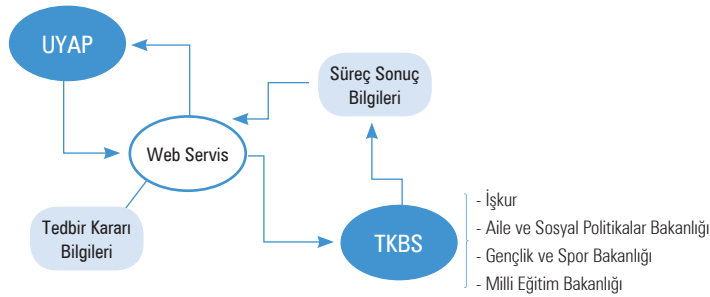 UYAP
Süreç Sonuç
Bilgileri
Web Servis
Tedbir Kararı
Bilgileri
TKBS
- İşkur
- Aile ve Sosyal Politikalar Bakanlığı
- Gençlik ve Spor Bakanlığı
- Milli Eğitim Bakanlığı